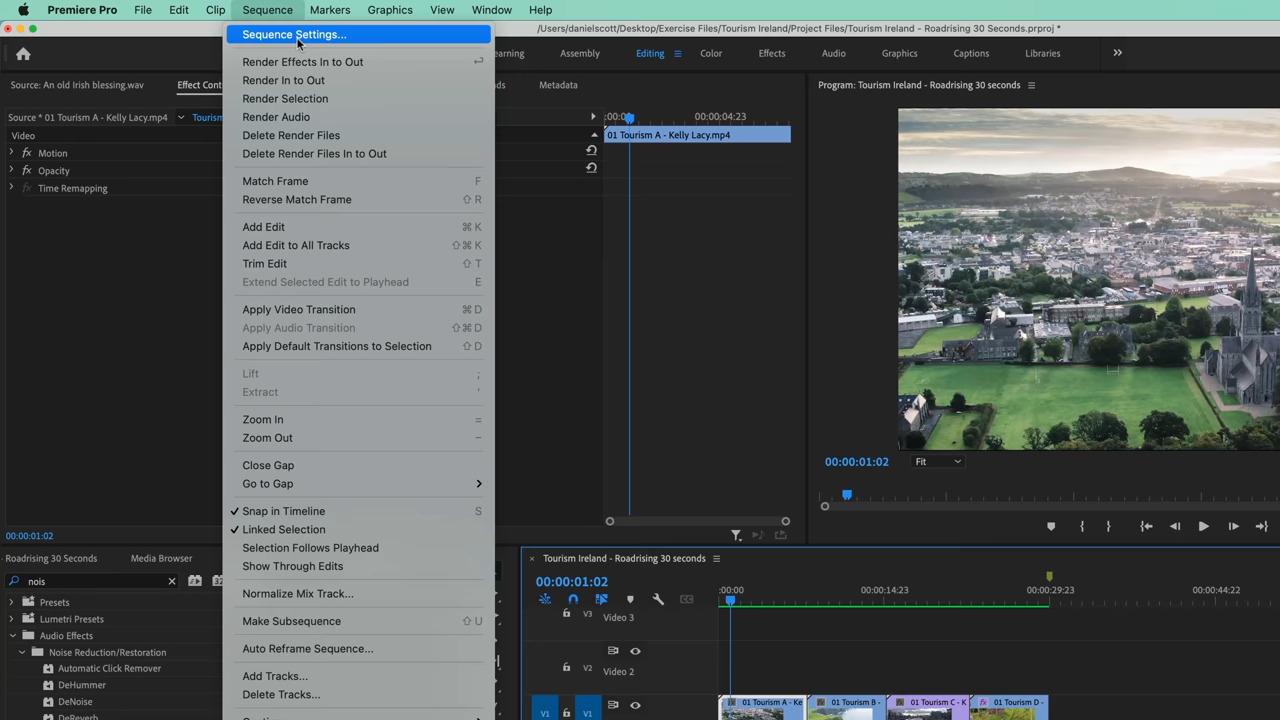 Premiere Pro File Edit Clip Sequence Markers Graphics View Window Help
/Users/danielscott/Desktop/Exercise Files/Tourism Ireland/Project Files/Tourism Ireland - Roadrising 30 Seconds.prproj *
earning Assembly Editing Color Effects Audio Graphics Captions Libraries
Source: An old Irish blessing.wav Effect Cont ds Metadata
Source * 01 Tourism A - Kelly Lacy.mp4 Tourism
:00:0 00:00:04:23
01 Tourism A - Kelly Lacy.mp4
Video
fx Motion
fx Opacity
fx Time Remapping
00:00:01:02
Sequence Settings...
Render Effects In to Out
Render In to Out
Render Selection
Render Audio
Delete Render Files
Delete Render Files In to Out
Match Frame F
Reverse Match Frame ⇧ R
Add Edit ⌘ K
Add Edit to All Tracks ⇧⌘ K
Trim Edit ⇧ T
Extend Selected Edit to Playhead E
Apply Video Transition ⌘ D
Apply Audio Transition ⇧⌘ D
Apply Default Transitions to Selection ⇧ D
Lift ;
Extract '
Zoom In =
Zoom Out −
Close Gap
Go to Gap
Snap in Timeline S
Linked Selection
Selection Follows Playhead
Show Through Edits
Normalize Mix Track...
Make Subsequence ⇧ U
Auto Reframe Sequence...
Add Tracks...
Delete Tracks...
Program: Tourism Ireland - Roadrising 30 seconds
00:00:01:02 Fit
Roadrising 30 seconds Media Browser
nois
Presets
Lumetri Presets
Audio Effects
Noise Reduction/Restoration
Automatic Click Remover
DeHummer
DeNoise
DeReverb
× Tourism Ireland - Roadrising 30 seconds
00:00:01:02
:00:00 00:00:14:23 00:00:29:23 00:00:44:22
V3 Video 3
V2 Video 2
V1 V1
01 Tourism A - Ke 01 Tourism B - 01 Tourism C - K 01 Tourism D -